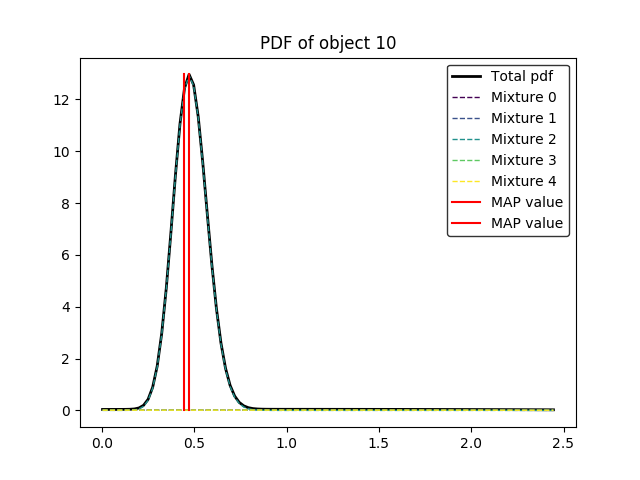 PDF of object 10
Total pdf
Mixture 0
Mixture 1
Mixture 2
Mixture 3
Mixture 4
MAP value
MAP value
12
10
8
6
4
2
0
0.0 0.5 1.0 1.5 2.0 2.5